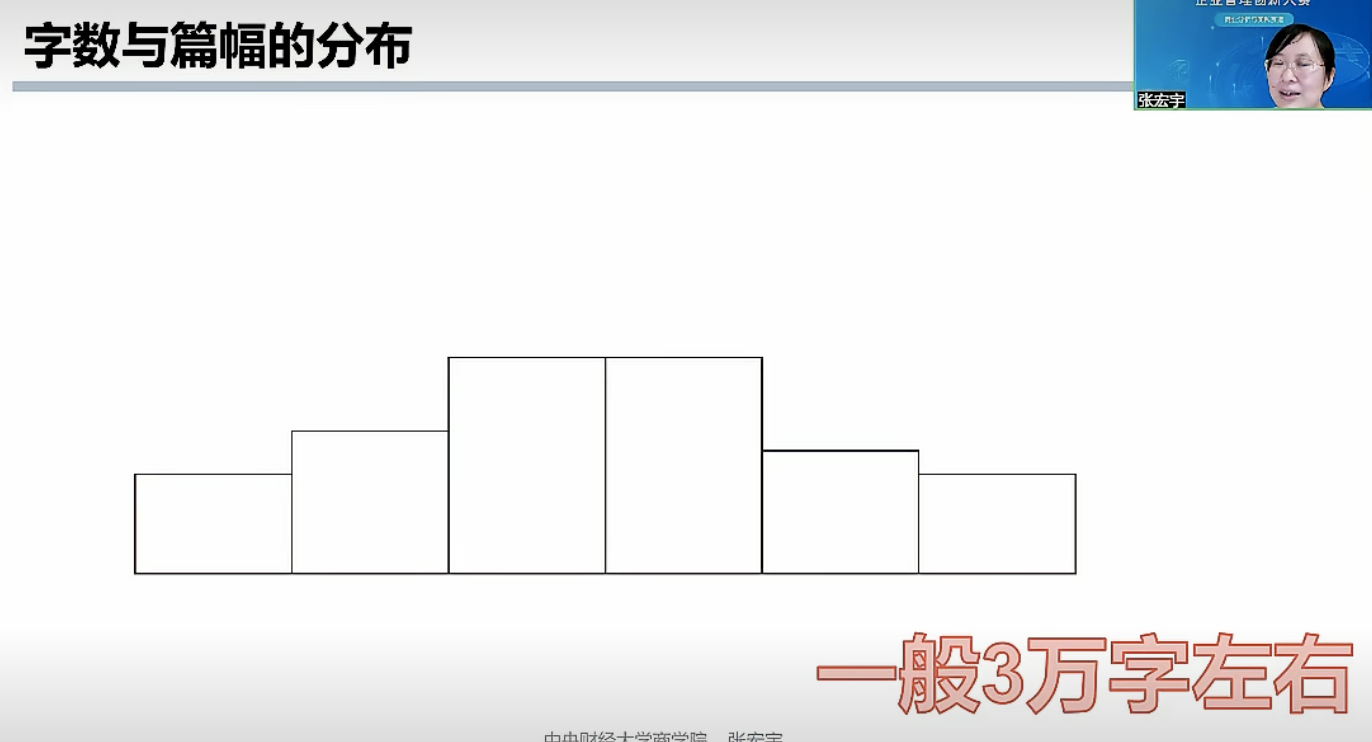 字数与篇幅的分布
企业管理创新大赛
张宏宇
一般3万字左右
中央财经大学商学院 张宏宇